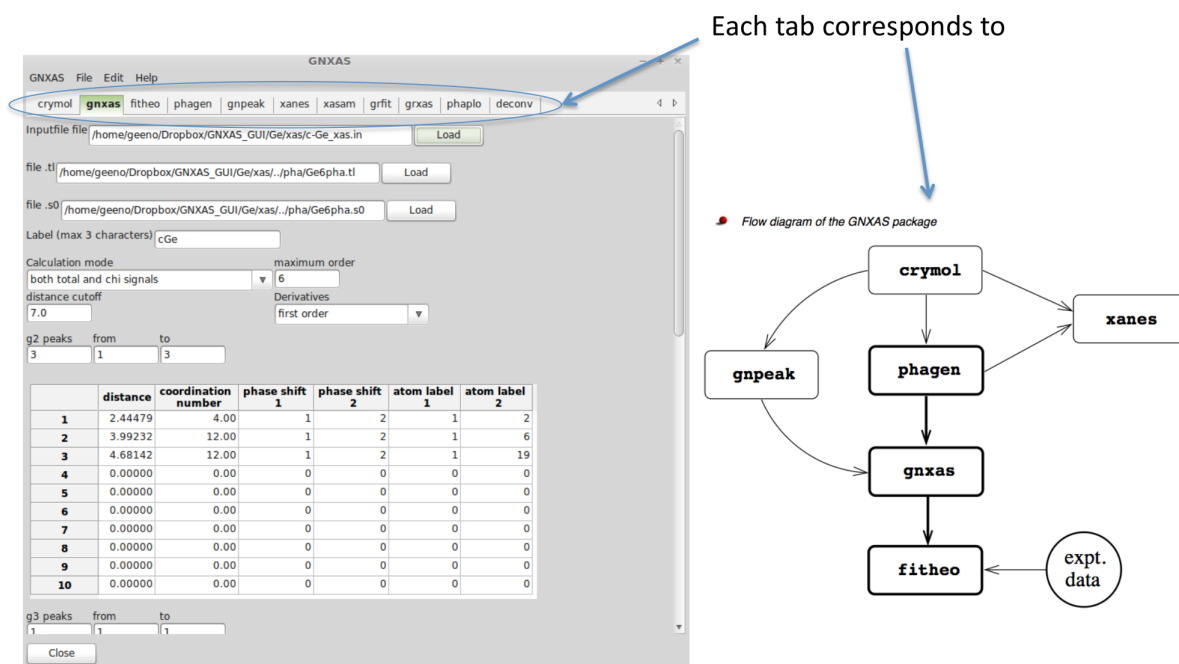 Each tab corresponds to
GNXAS
GNXAS File Edit Help
crymol gnxas fitheo phagen gnpeak xanes xasam grfit grxas phaplo deconv
Inputfile file /home/geeno/Dropbox/GNXAS_GUI/Ge/xas/c-Ge_xas.in Load
file .tl /home/geeno/Dropbox/GNXAS_GUI/Ge/xas/../pha/Ge6pha.tl Load
file .s0 /home/geeno/Dropbox/GNXAS_GUI/Ge/xas/../pha/Ge6pha.s0 Load
Label (max 3 characters) cGe
Calculation mode maximum order
both total and chi signals 6
distance cutoff Derivatives
7.0 first order
g2 peaks from to
3 1 3
distance coordination number phase shift 1 phase shift 2 atom label 1 atom label 2
1 2.44479 4.00 1 2 1 2
2 3.99232 12.00 1 2 1 6
3 4.68142 12.00 1 2 1 19
4 0.00000 0.00 0 0 0 0
5 0.00000 0.00 0 0 0 0
6 0.00000 0.00 0 0 0 0
7 0.00000 0.00 0 0 0 0
8 0.00000 0.00 0 0 0 0
9 0.00000 0.00 0 0 0 0
10 0.00000 0.00 0 0 0 0
g3 peaks from to
1 1 1
Close
Flow diagram of the GNXAS package
crymol
xanes
gnpeak
phagen
gnxas
fitheo
expt.
data